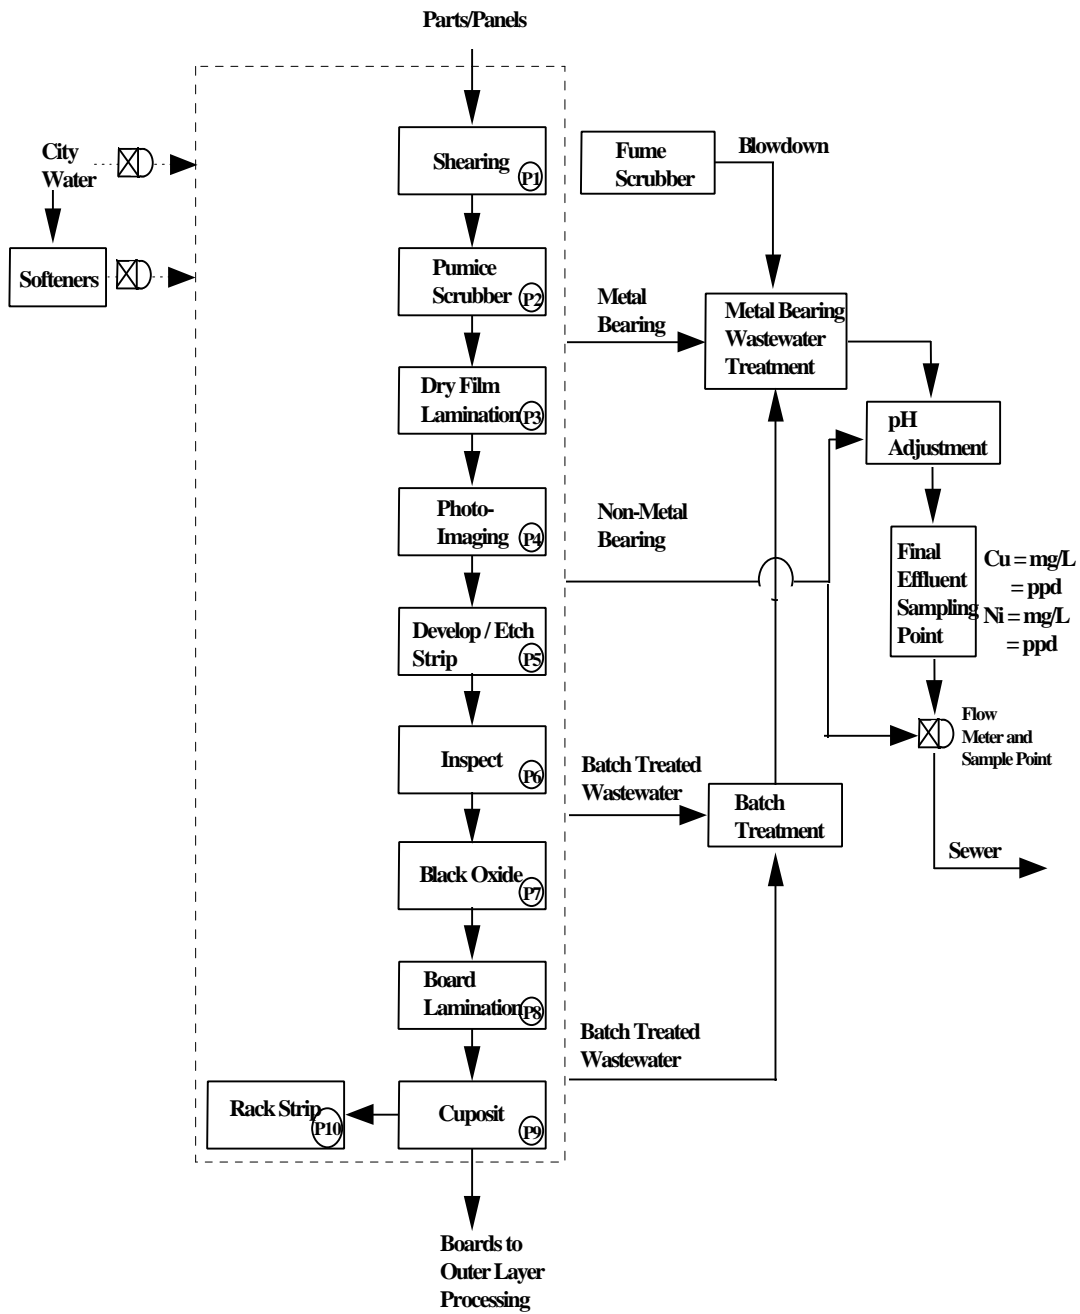 Parts/Panels
City
Water
Softeners
Shearing
P1
Pumice
Scrubber
P2
Dry Film
Lamination
P3
Photo-
Imaging
P4
Develop / Etch
Strip
P5
Inspect
P6
Black Oxide
P7
Board
Lamination
P8
Cuposit
P9
Rack Strip
P10
Boards to
Outer Layer
Processing
Fume
Scrubber
Blowdown
Metal
Bearing
Metal Bearing
Wastewater
Treatment
Non-Metal
Bearing
pH
Adjustment
Final
Effluent
Sampling
Point
Cu = mg/L
= ppd
Ni = mg/L
= ppd
Flow
Meter and
Sample Point
Batch Treated
Wastewater
Batch
Treatment
Sewer
Batch Treated
Wastewater